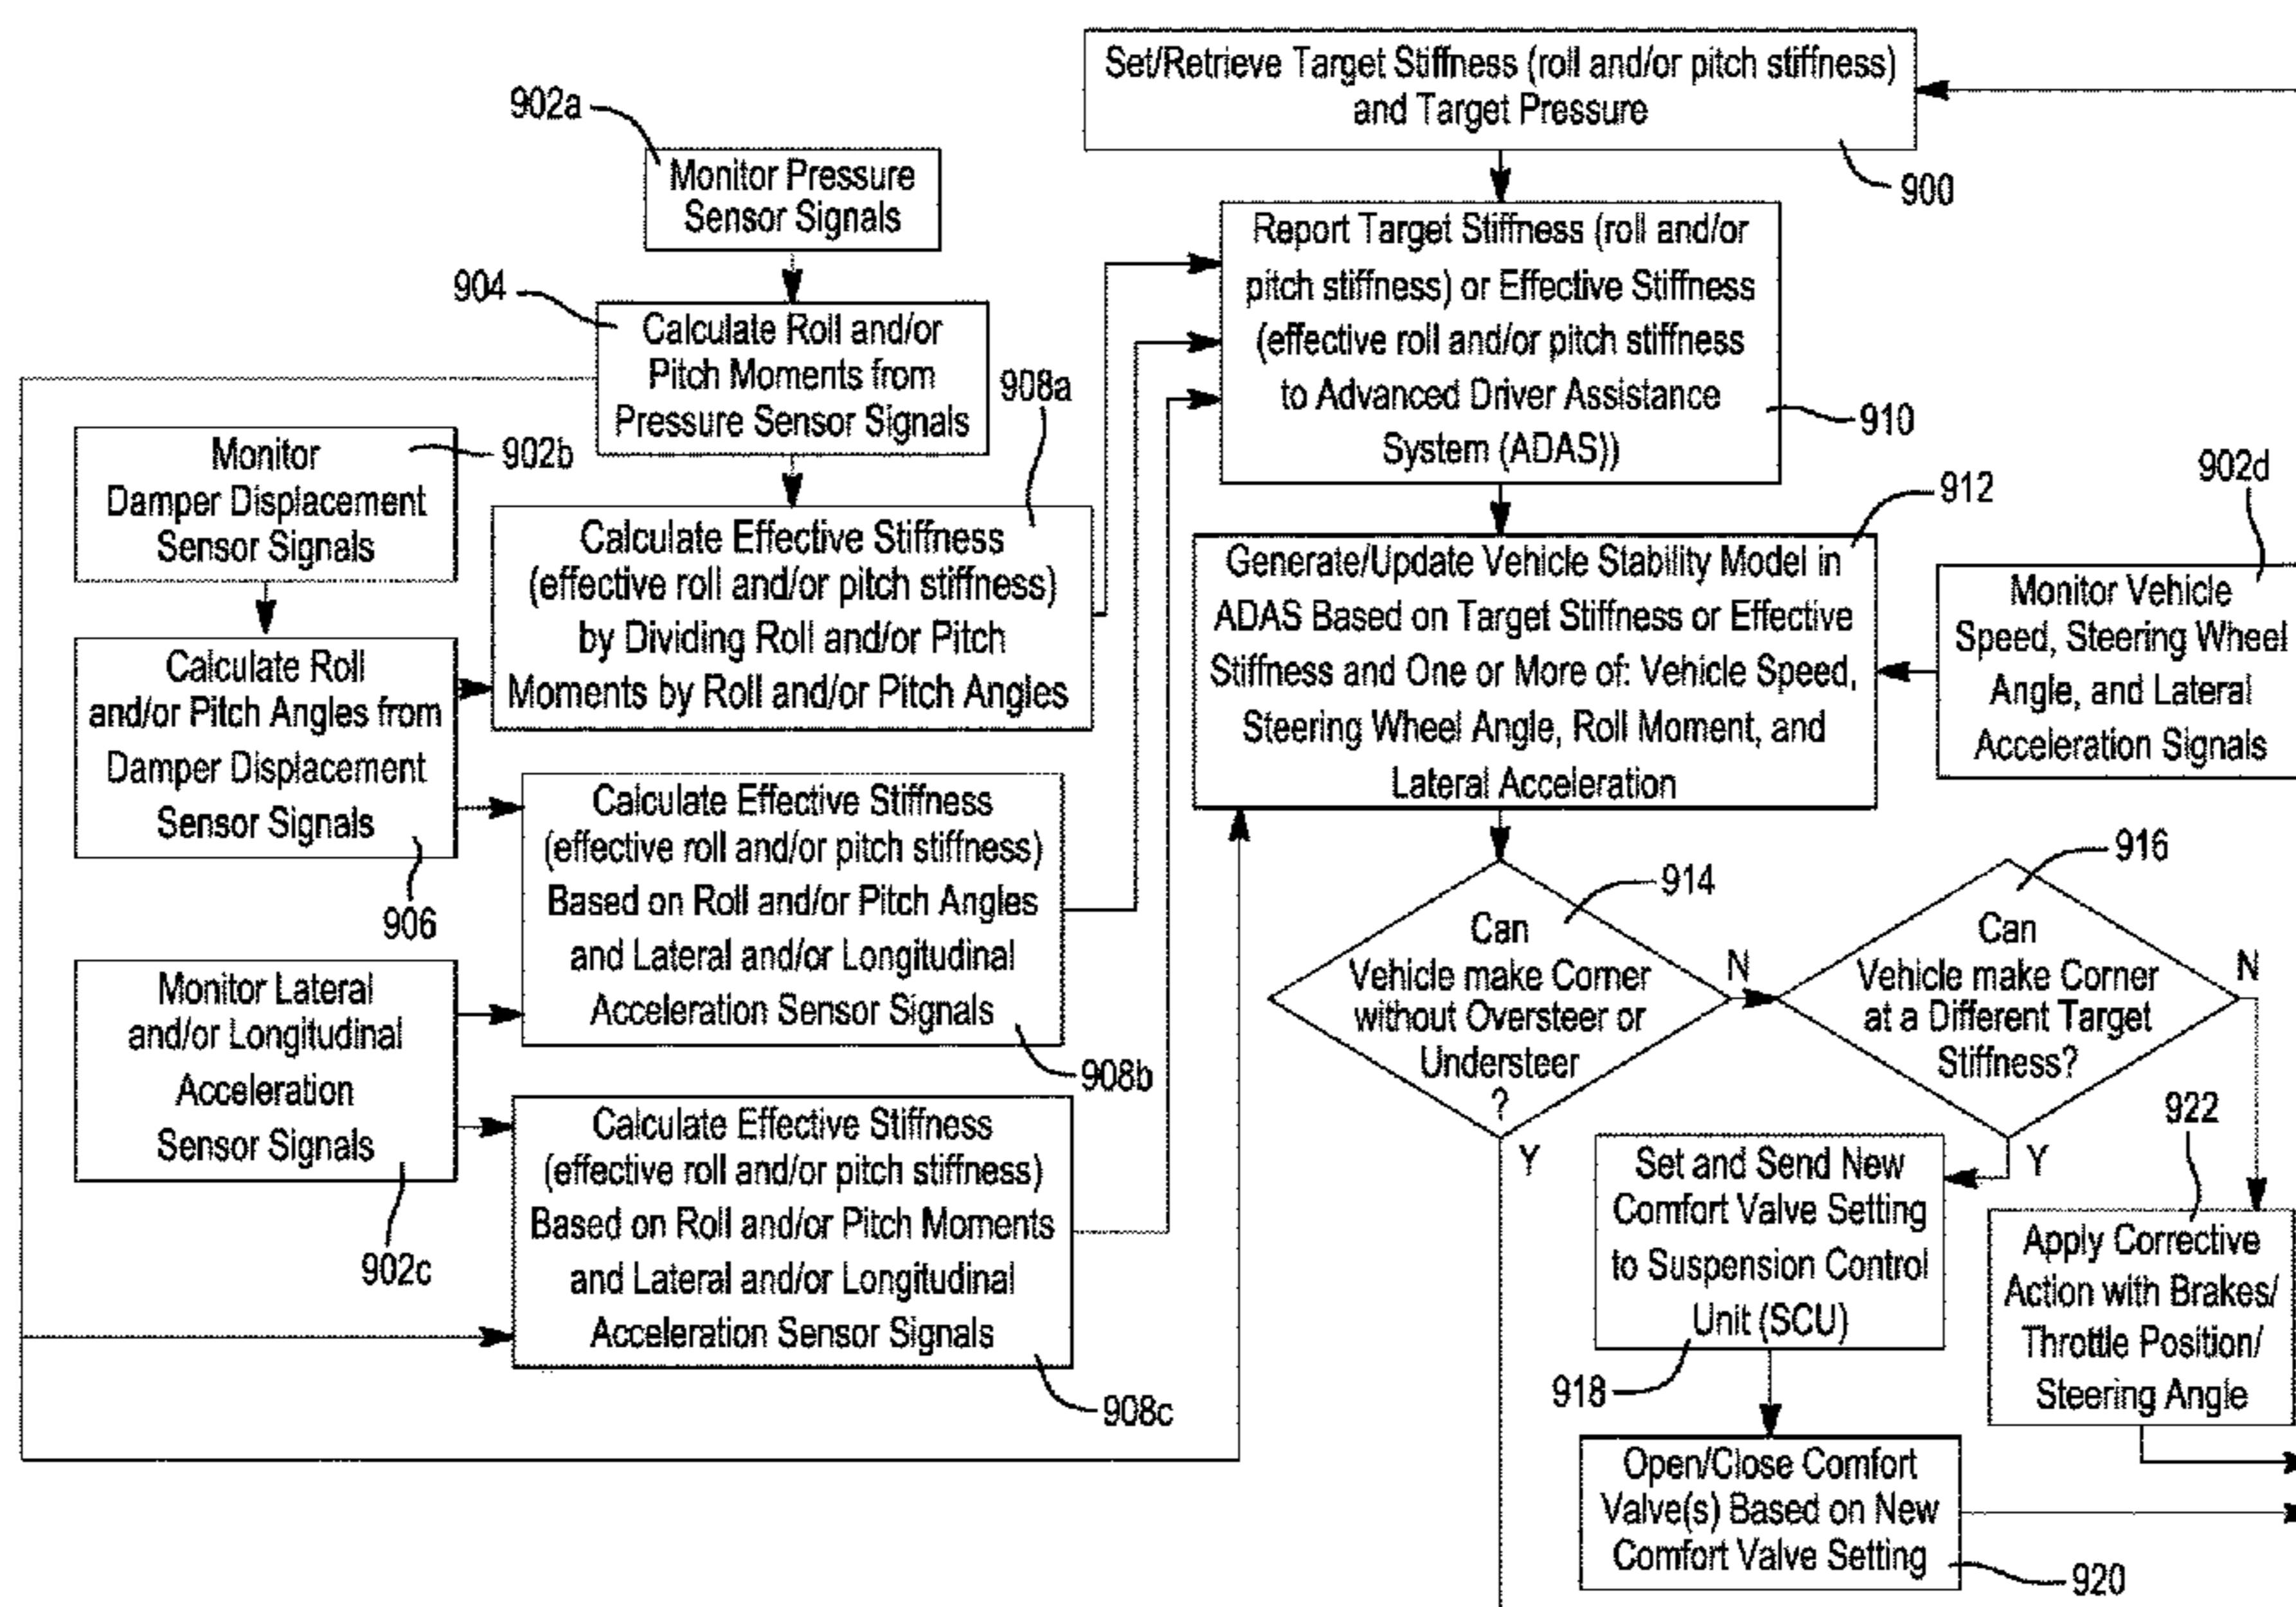 Set/Retrieve Target Stiffness (roll and/or pitch stiffness)
and Target Pressure
900
902a
Monitor Pressure
Sensor Signals
904
Calculate Roll and/or
Pitch Moments from
Pressure Sensor Signals
908a
Report Target Stiffness (roll and/or
pitch stiffness) or Effective Stiffness
(effective roll and/or pitch stiffness
to Advanced Driver Assistance
System (ADAS))
910
Monitor
Damper Displacement
Sensor Signals
902b
Calculate Effective Stiffness
(effective roll and/or pitch stiffness)
by Dividing Roll and/or Pitch
Moments by Roll and/or Pitch Angles
912
902d
Generate/Update Vehicle Stability Model in
ADAS Based on Target Stiffness or Effective
Stiffness and One or More of: Vehicle Speed,
Steering Wheel Angle, Roll Moment, and
Lateral Acceleration
Monitor Vehicle
Speed, Steering Wheel
Angle, and Lateral
Acceleration Signals
Calculate Roll
and/or Pitch Angles from
Damper Displacement
Sensor Signals
906
Calculate Effective Stiffness
(effective roll and/or pitch stiffness)
Based on Roll and/or Pitch Angles
and Lateral and/or Longitudinal
Acceleration Sensor Signals
908b
Monitor Lateral
and/or Longitudinal
Acceleration
Sensor Signals
902c
Calculate Effective Stiffness
(effective roll and/or pitch stiffness)
Based on Roll and/or Pitch Moments
and Lateral and/or Longitudinal
Acceleration Sensor Signals
908c
914
Can
Vehicle make Corner
without Oversteer or
Understeer
?
N
Y
916
Can
Vehicle make Corner
at a Different Target
Stiffness?
N
Y
Set and Send New
Comfort Valve Setting
to Suspension Control
Unit (SCU)
918
922
Apply Corrective
Action with Brakes/
Throttle Position/
Steering Angle
Open/Close Comfort
Valve(s) Based on New
Comfort Valve Setting
920